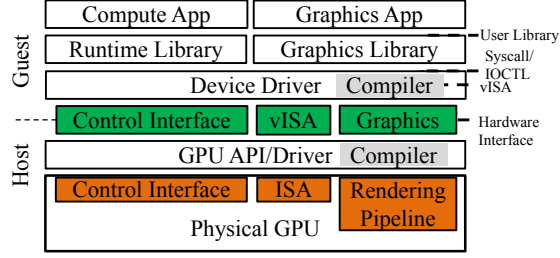 Guest
Compute App
Graphics App
Runtime Library
Graphics Library
User Library
Syscall/
IOCTL
vISA
Device Driver
Compiler
Control Interface
vISA
Graphics
Hardware
Interface
Host
GPU API/Driver
Compiler
Control Interface
ISA
Rendering
Pipeline
Physical GPU